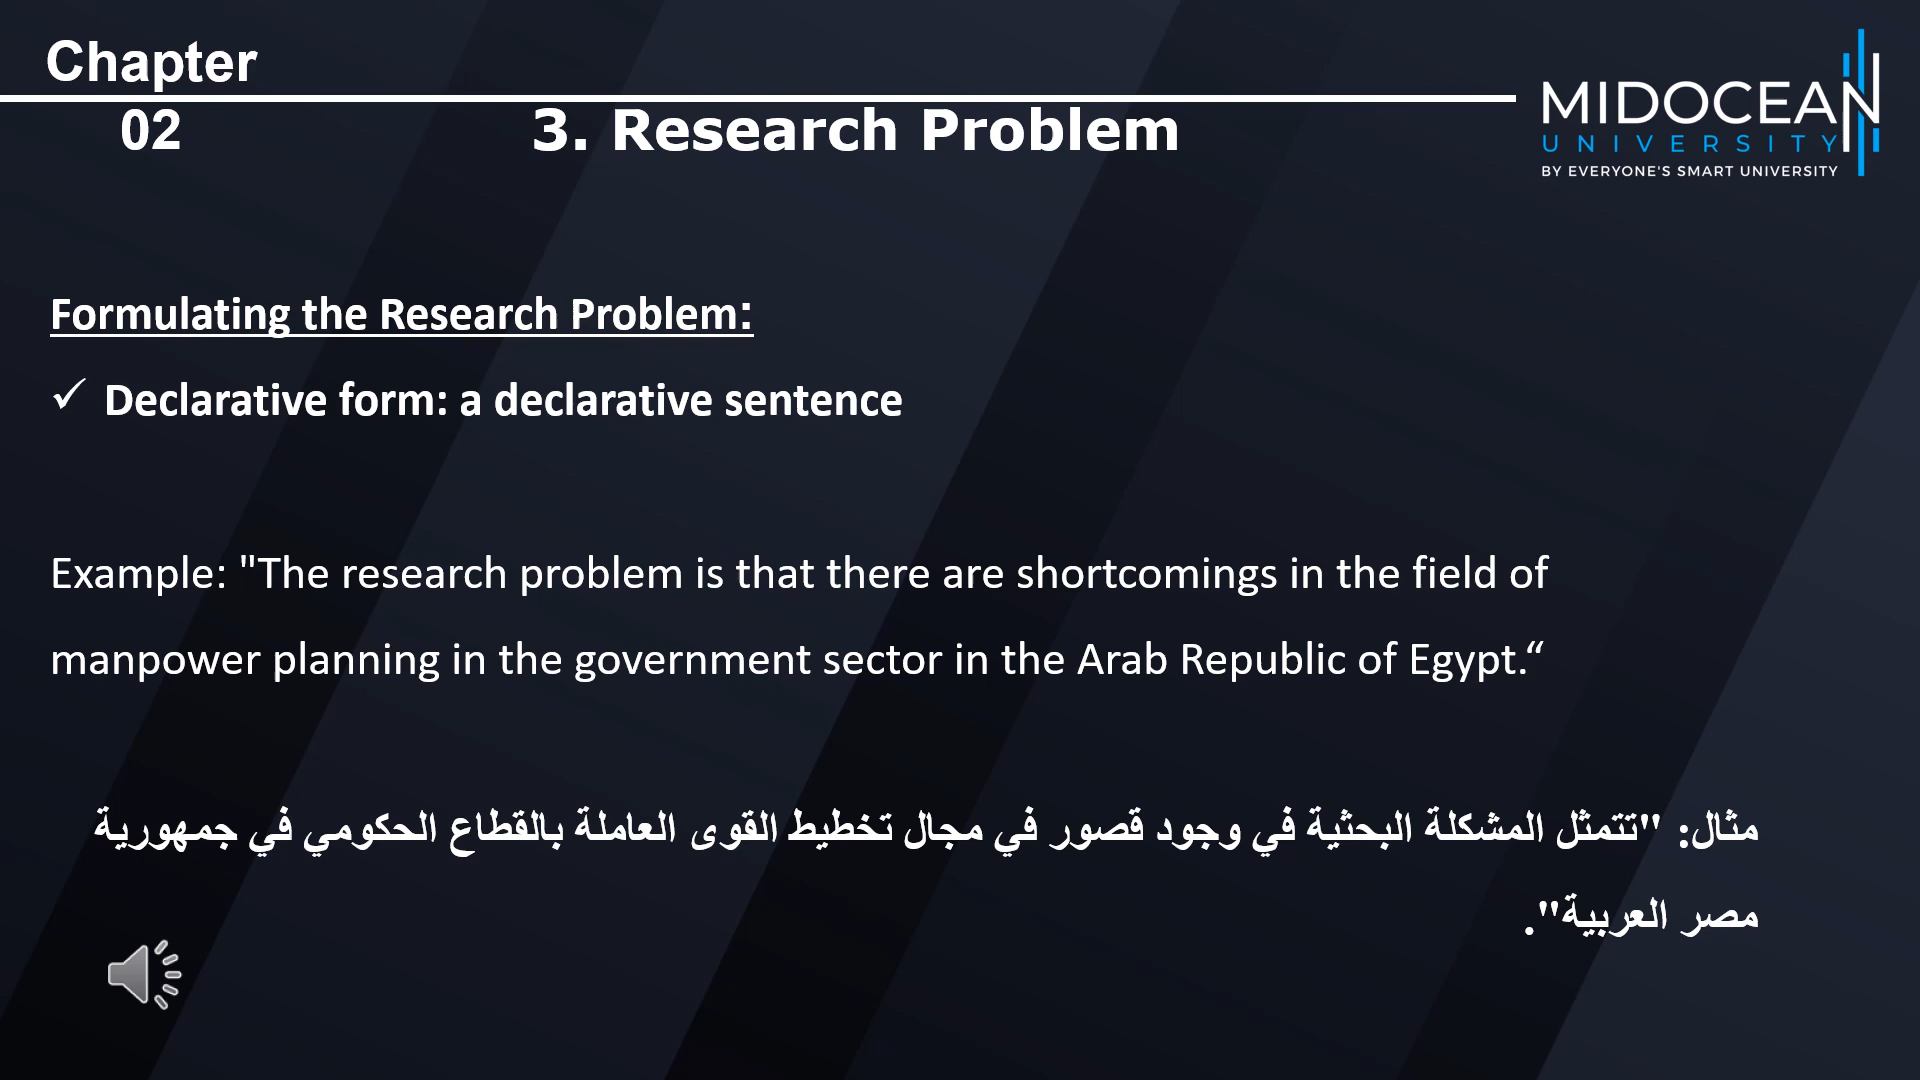 Chapter
02
3. Research Problem
MIDOCEAN
UNIVERSITY
BY EVERYONE'S SMART UNIVERSITY
Formulating the Research Problem:
✓ Declarative form: a declarative sentence
Example: "The research problem is that there are shortcomings in the field of
manpower planning in the government sector in the Arab Republic of Egypt.“
مثال: "تتمثل المشكلة البحثية في وجود قصور في مجال تخطيط القوى العاملة بالقطاع الحكومي في جمهورية
مصر العربية".